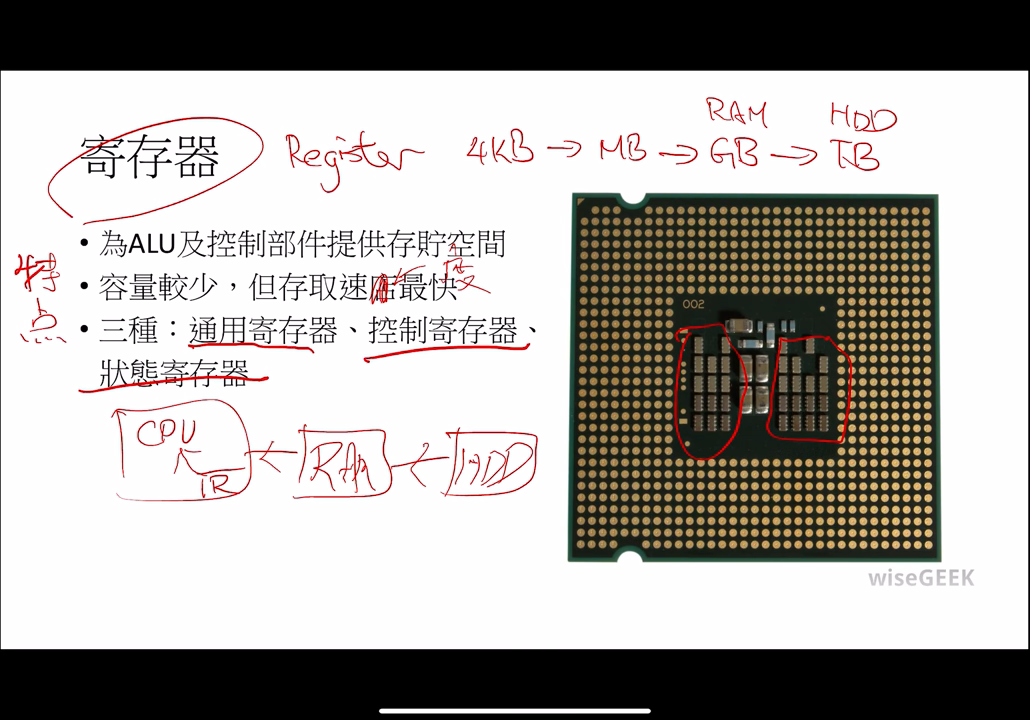 寄存器 Register 4KB → MB → GB → TB
RAM HDD
• 為ALU及控制部件提供存貯空間
• 容量較少，但存取速度最快
特点
• 三種：通用寄存器、控制寄存器、
狀態寄存器
CPU IR ← RAM ← HDD
002
wiseGEEK